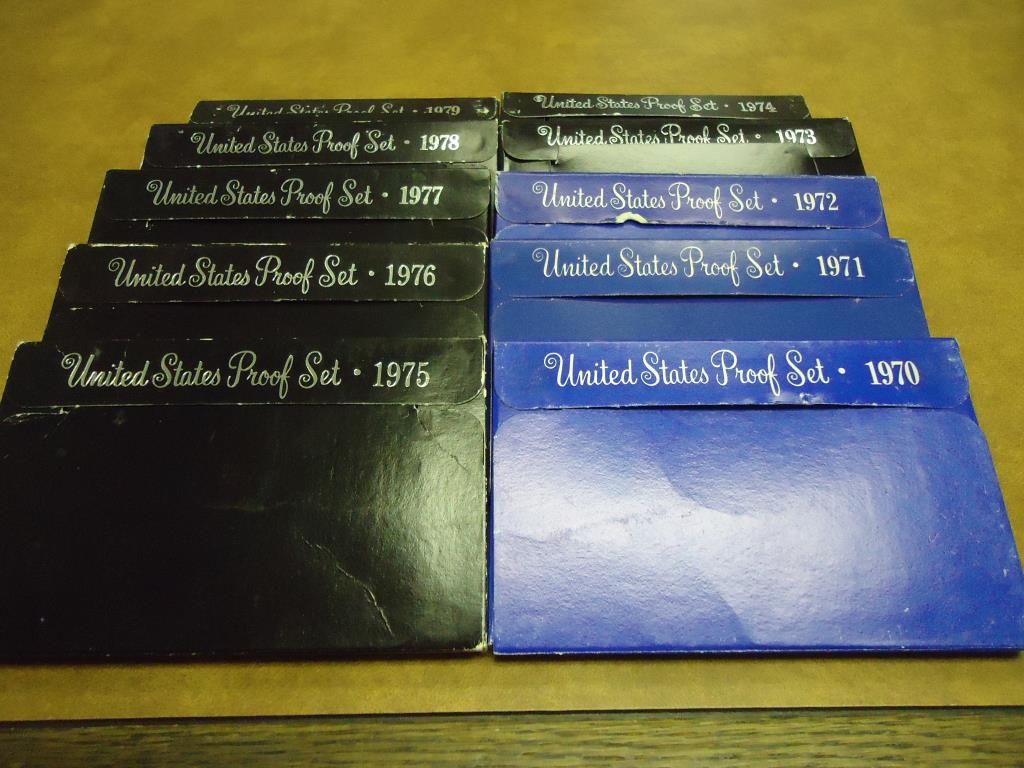 United States Proof Set · 1979
United States Proof Set · 1978
United States Proof Set · 1977
United States Proof Set · 1976
United States Proof Set · 1975
United States Proof Set · 1974
United States Proof Set · 1973
United States Proof Set · 1972
United States Proof Set · 1971
United States Proof Set · 1970